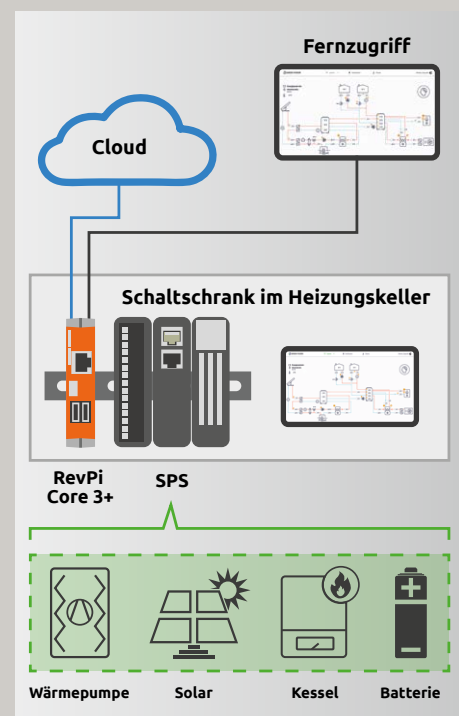 Fernzugriff
Cloud
Schaltschrank im Heizungskeller
RevPi
Core 3+
SPS
Wärmepumpe
Solar
Kessel
Batterie